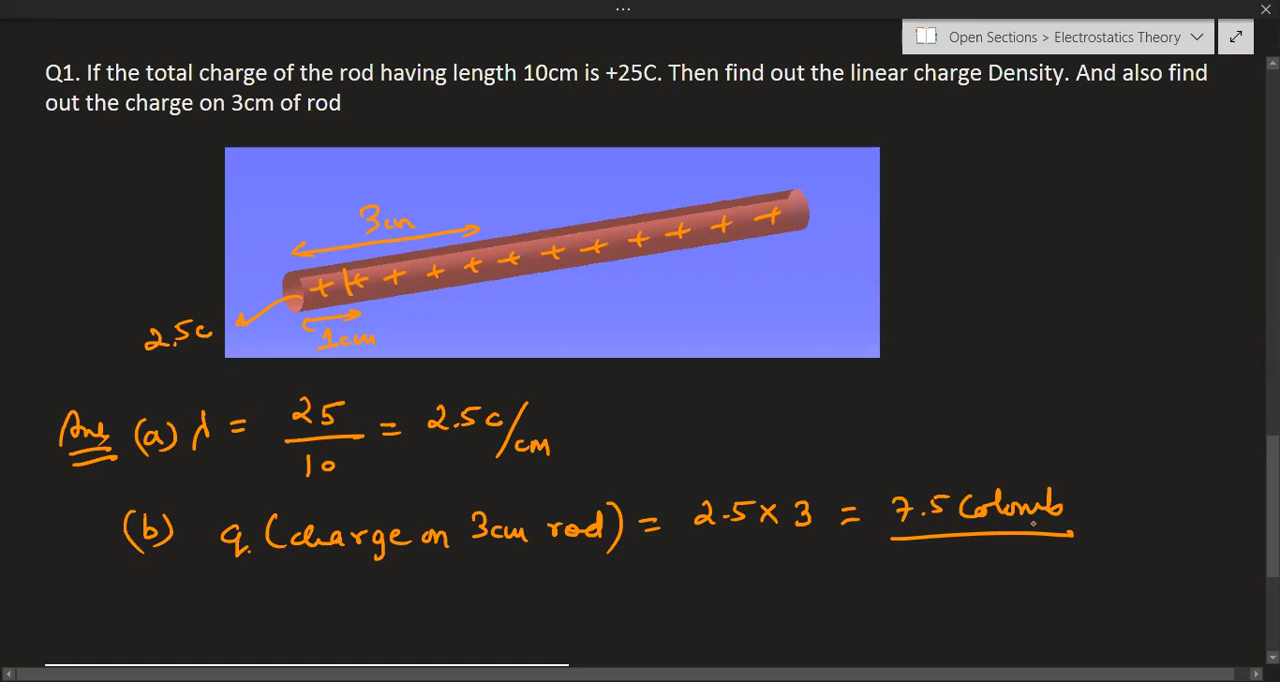 Open Sections > Electrostatics Theory
Q1. If the total charge of the rod having length 10cm is +25C. Then find out the linear charge Density. And also find
out the charge on 3cm of rod
3cm
+ + + + + + + + + + + +
1cm
2.5c
Ans (a) λ = 25/10 = 2.5c/cm
(b) q (charge on 3cm rod) = 2.5 × 3 = 7.5 Colomb